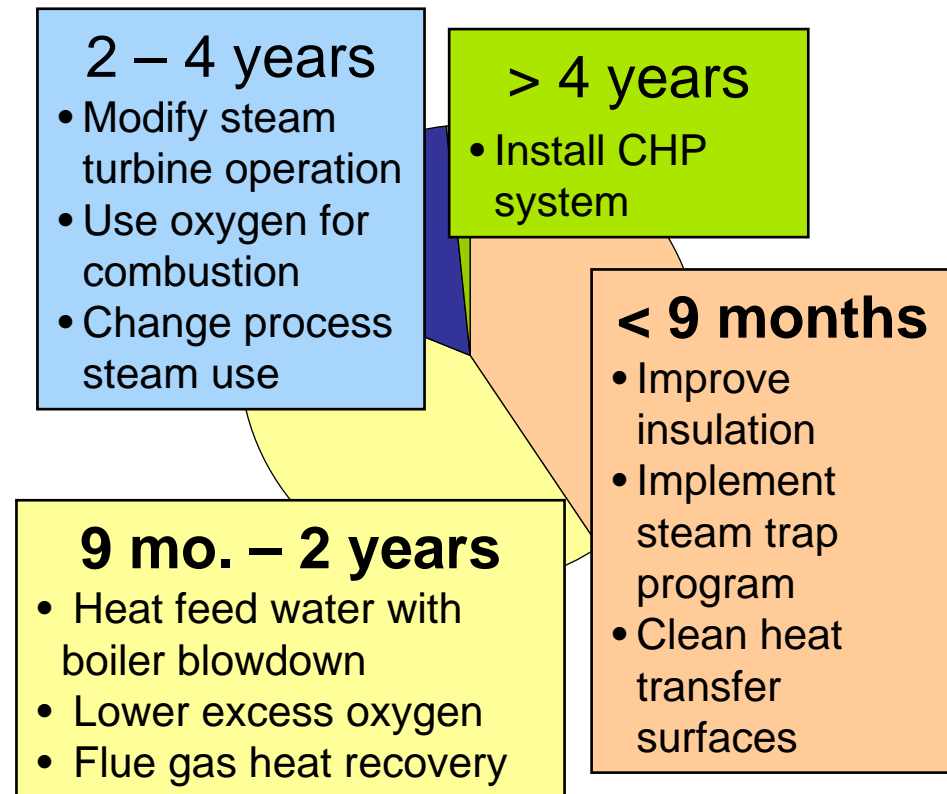 2 – 4 years
• Modify steam
turbine operation
• Use oxygen for
combustion
• Change process
steam use
> 4 years
• Install CHP
system
< 9 months
• Improve
insulation
• Implement
steam trap
program
• Clean heat
transfer
surfaces
9 mo. – 2 years
• Heat feed water with
boiler blowdown
• Lower excess oxygen
• Flue gas heat recovery